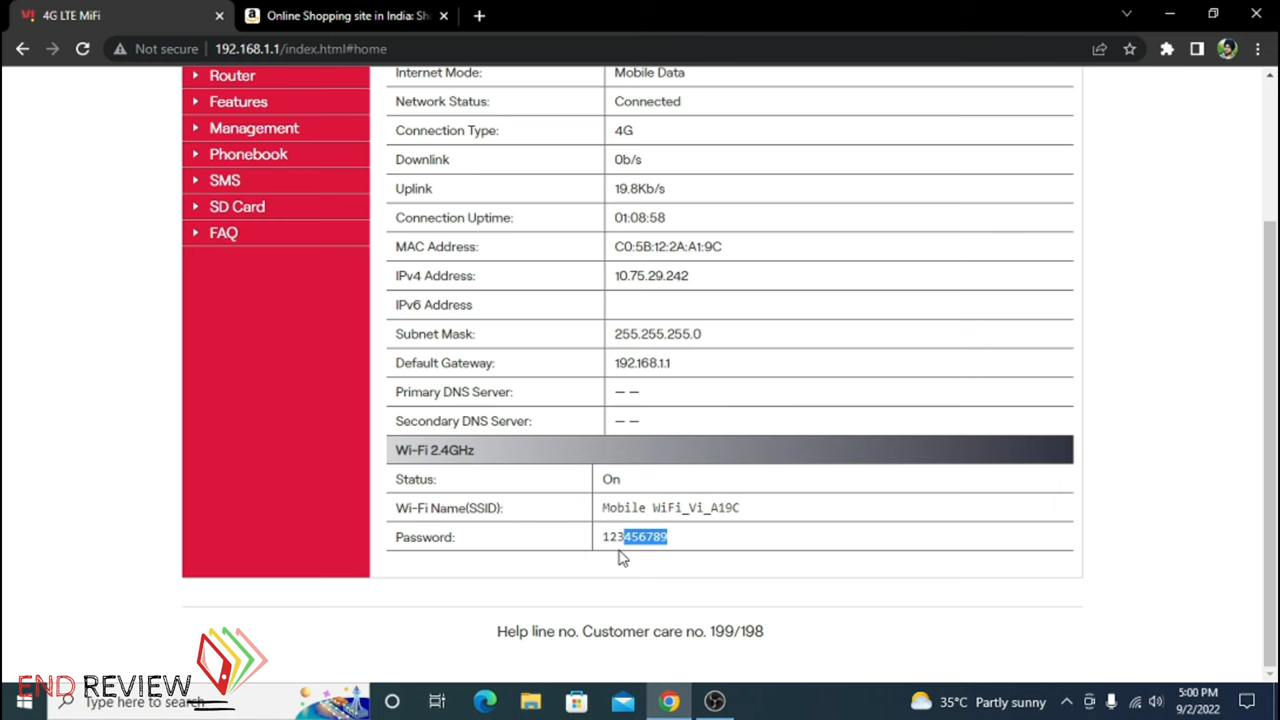 4G LTE MiFi
Online Shopping site in India: Sho
Not secure
192.168.1.1/index.html#home
Router
Features
Management
Phonebook
SMS
SD Card
FAQ
Internet Mode: Mobile Data
Network Status: Connected
Connection Type: 4G
Downlink 0b/s
Uplink 19.8Kb/s
Connection Uptime: 01:08:58
MAC Address: C0:5B:12:2A:A1:9C
IPv4 Address: 10.75.29.242
IPv6 Address
Subnet Mask: 255.255.255.0
Default Gateway: 192.168.1.1
Primary DNS Server: — —
Secondary DNS Server: — —
Wi-Fi 2.4GHz
Status: On
Wi-Fi Name(SSID): Mobile WiFi_Vi_A19C
Password: 123456789
Help line no. Customer care no. 199/198
END REVIEW
Type here to search
35°C Partly sunny
5:00 PM
9/2/2022